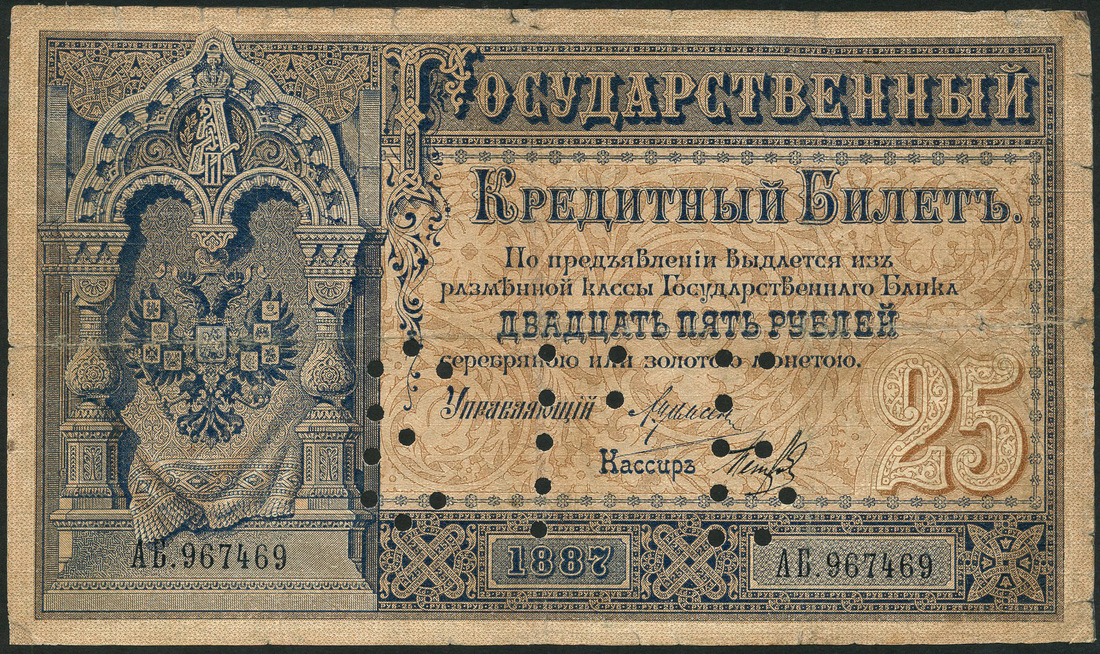 Государственный
Кредитный Билетъ.
По предъявленіи выдается изъ
размѣнной кассы Государственнаго Банка
ДВАДЦАТЬ ПЯТЬ РУБЛЕЙ
серебряною или золотою монетою.
Управляющій
Кассиръ
25
АБ.967469
1887
АБ.967469